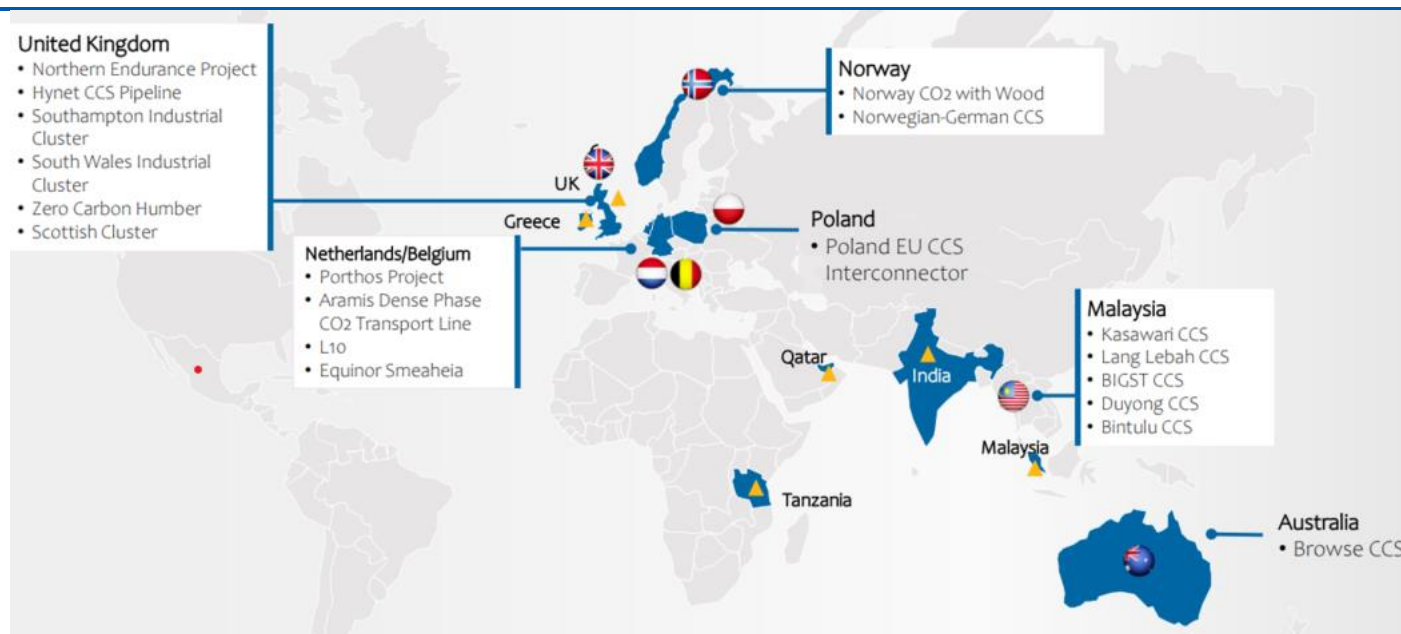 United Kingdom
• Northern Endurance Project
• Hynet CCS Pipeline
• Southampton Industrial
Cluster
• South Wales Industrial
Cluster
• Zero Carbon Humber
• Scottish Cluster
Norway
• Norway CO2 with Wood
• Norwegian-German CCS
UK
Greece
Netherlands/Belgium
• Porthos Project
• Aramis Dense Phase
CO2 Transport Line
• L10
• Equinor Smeaheia
Poland
• Poland EU CCS
Interconnector
Qatar
India
Malaysia
• Kasawari CCS
• Lang Lebah CCS
• BIGST CCS
• Duyong CCS
• Bintulu CCS
Malaysia
Tanzania
Australia
• Browse CCS